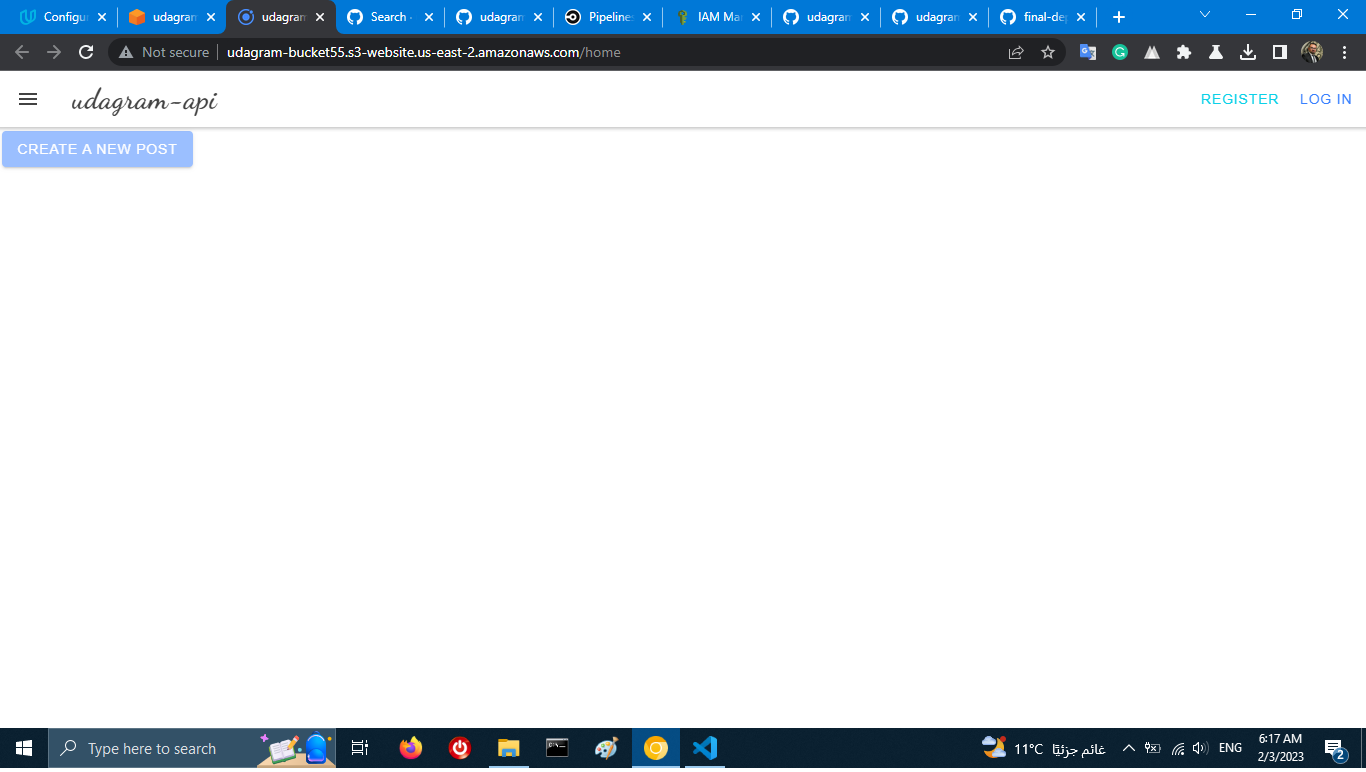 Configu
udagram
udagram
Search ·
udagram
Pipelines
IAM Ma
udagram
udagram
final-dep
Not secure
udagram-bucket55.s3-website.us-east-2.amazonaws.com/home
udagram-api
REGISTER
LOG IN
CREATE A NEW POST
Type here to search
11°C غائم جزئيًا
ENG
6:17 AM
2/3/2023
2